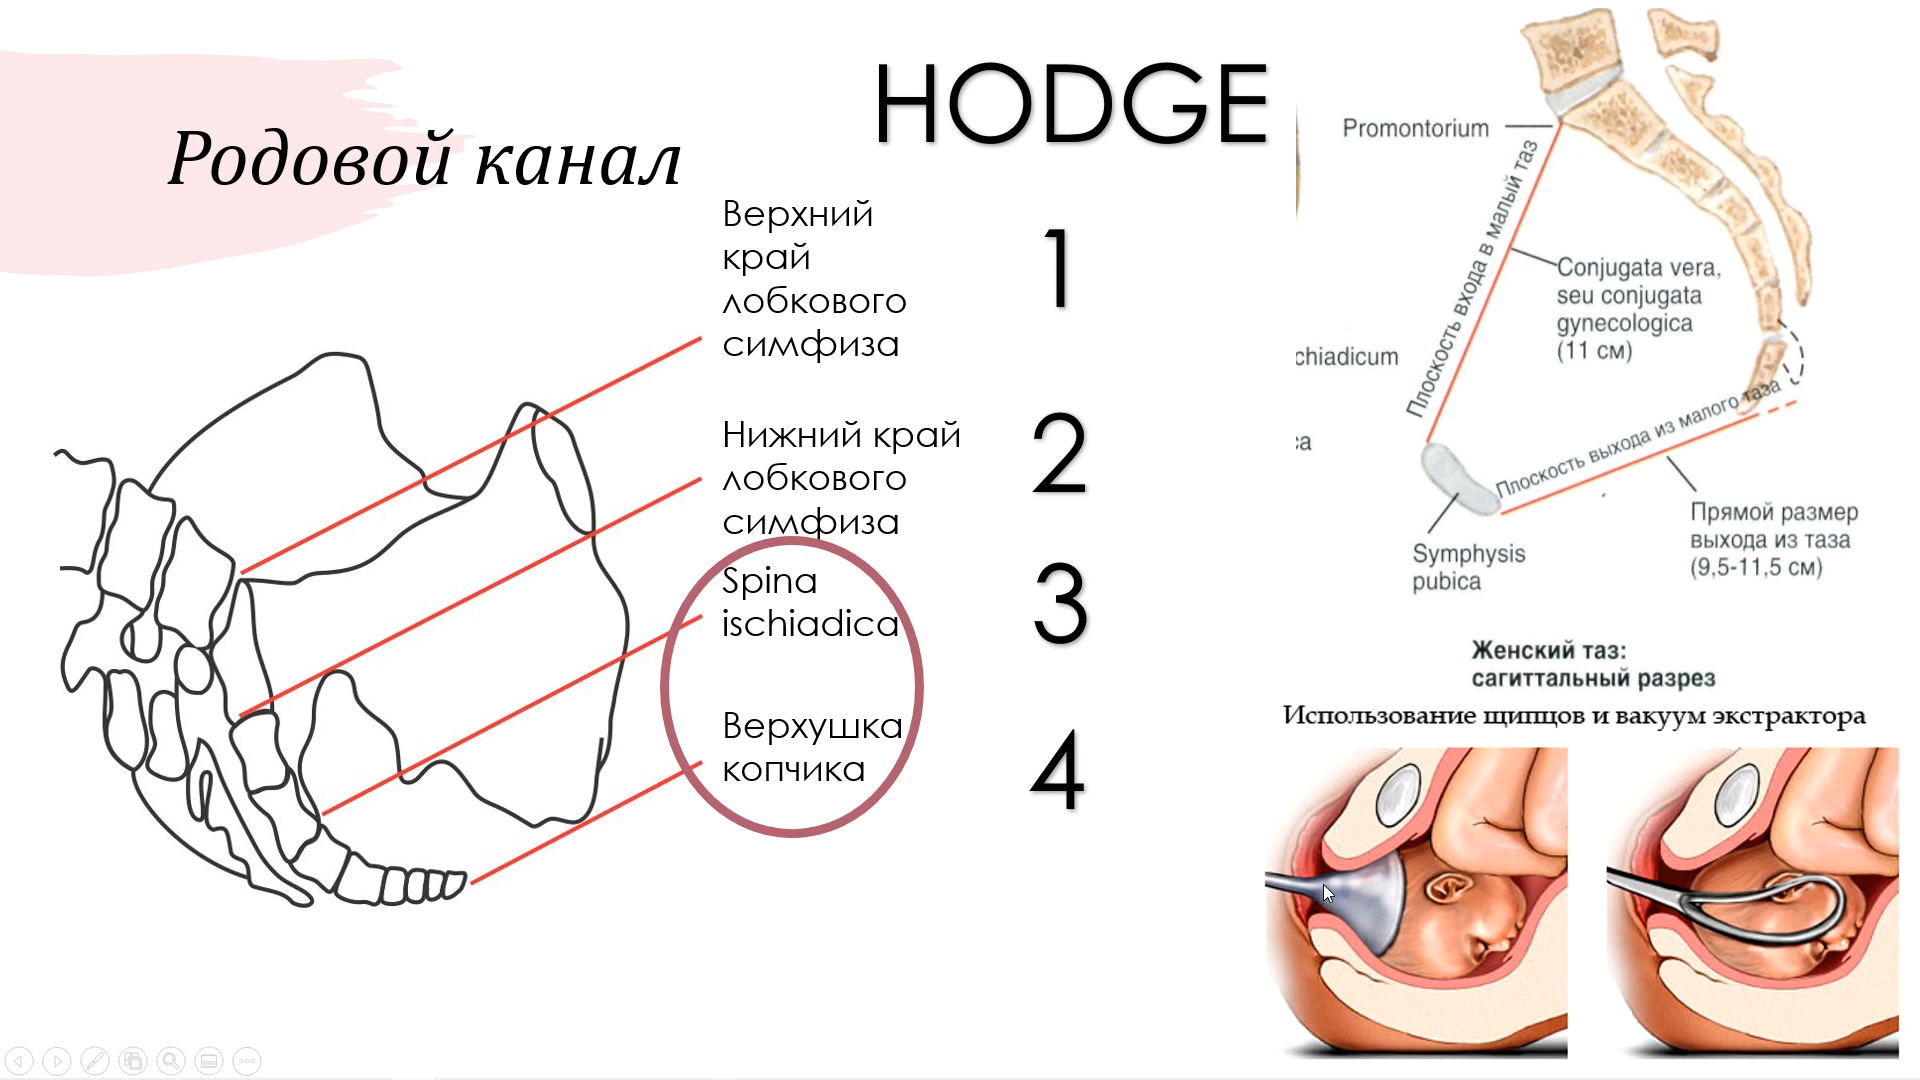 Родовой канал
HODGE
Верхний
край
лобкового
симфиза
1
Нижний край
лобкового
симфиза
2
Spina
ischiadica
3
Верхушка
копчика
4
Promontorium
Плоскость входа в малый таз
Conjugata vera,
seu conjugata
gynecologica
(11 см)
chiadicum
ca
Плоскость выхода из малого таза
Прямой размер
выхода из таза
(9,5-11,5 см)
Symphysis
pubica
Женский таз:
сагиттальный разрез
Использование щипцов и вакуум экстрактора